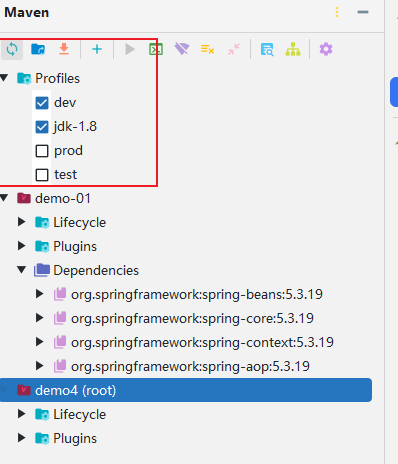 Maven
Profiles
dev
jdk-1.8
prod
test
demo-01
Lifecycle
Plugins
Dependencies
org.springframework:spring-beans:5.3.19
org.springframework:spring-core:5.3.19
org.springframework:spring-context:5.3.19
org.springframework:spring-aop:5.3.19
demo4 (root)
Lifecycle
Plugins